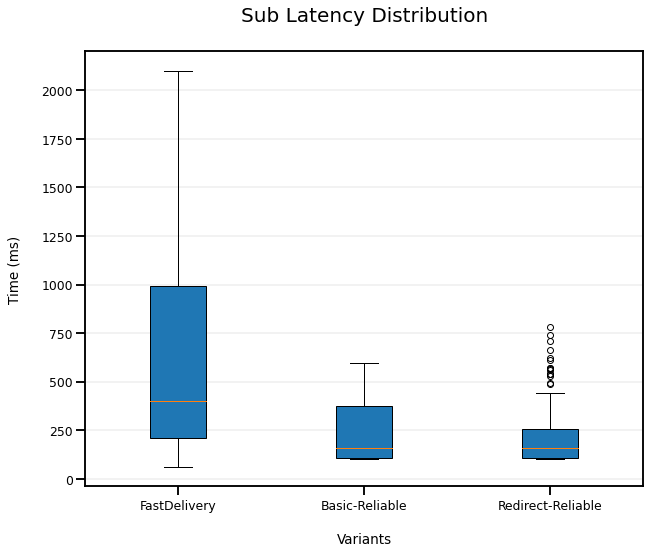 Sub Latency Distribution
Time (ms)
2000
1750
1500
1250
1000
750
500
250
0
FastDelivery
Basic-Reliable
Redirect-Reliable
Variants